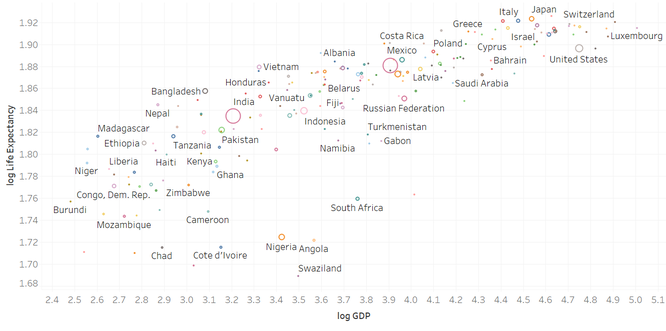 Italy Japan
Switzerland
1.92 Greece
Costa Rica Israel Luxembourg
1.90 Albania Mexico Poland Cyprus
United States
1.88 Vietnam Bahrain
Honduras Belarus Latvia Saudi Arabia
1.86 Bangladesh Vanuatu
India Fiji Russian Federation
1.84 Nepal
Indonesia
Madagascar Turkmenistan
1.82 Ethiopia Tanzania Pakistan
Namibia Gabon
1.80 Liberia Haiti Kenya
Niger Ghana
1.78
Congo, Dem. Rep. Zimbabwe
1.76
Burundi South Africa
1.74 Mozambique Cameroon
1.72
Chad Cote d'Ivoire Nigeria Angola
1.70
Swaziland
1.68
log Life Expectancy
2.4 2.5 2.6 2.7 2.8 2.9 3.0 3.1 3.2 3.3 3.4 3.5 3.6 3.7 3.8 3.9 4.0 4.1 4.2 4.3 4.4 4.5 4.6 4.7 4.8 4.9 5.0 5.1
log GDP